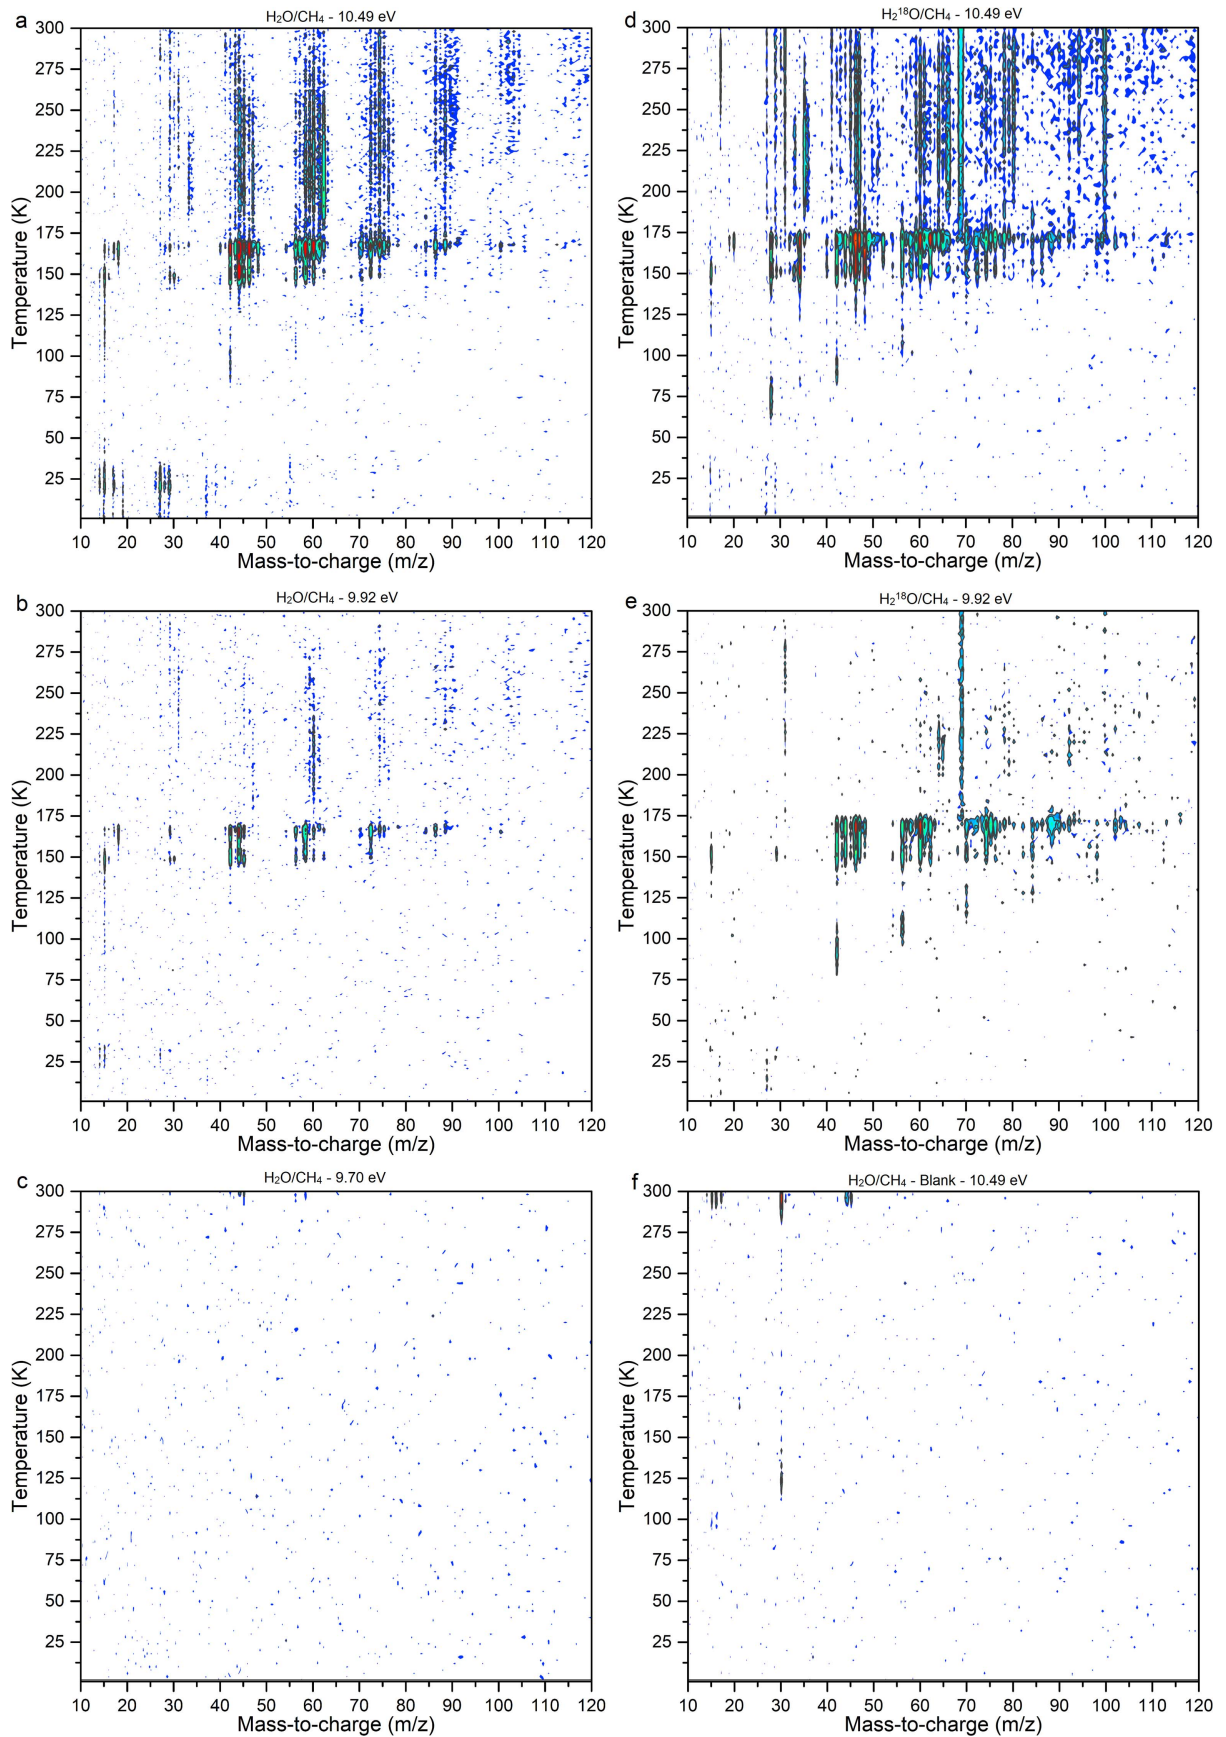 a
H₂O/CH₄ - 10.49 eV
300
275
250
225
200
175
150
125
100
75
50
25
Temperature (K)
10 20 30 40 50 60 70 80 90 100 110 120
Mass-to-charge (m/z)
d
H₂¹⁸O/CH₄ - 10.49 eV
300
275
250
225
200
175
150
125
100
75
50
25
Temperature (K)
10 20 30 40 50 60 70 80 90 100 110 120
Mass-to-charge (m/z)
b
H₂O/CH₄ - 9.92 eV
300
275
250
225
200
175
150
125
100
75
50
25
Temperature (K)
10 20 30 40 50 60 70 80 90 100 110 120
Mass-to-charge (m/z)
e
H₂¹⁸O/CH₄ - 9.92 eV
300
275
250
225
200
175
150
125
100
75
50
25
Temperature (K)
10 20 30 40 50 60 70 80 90 100 110 120
Mass-to-charge (m/z)
c
H₂O/CH₄ - 9.70 eV
300
275
250
225
200
175
150
125
100
75
50
25
Temperature (K)
10 20 30 40 50 60 70 80 90 100 110 120
Mass-to-charge (m/z)
f
H₂O/CH₄ - Blank - 10.49 eV
300
275
250
225
200
175
150
125
100
75
50
25
Temperature (K)
10 20 30 40 50 60 70 80 90 100 110 120
Mass-to-charge (m/z)